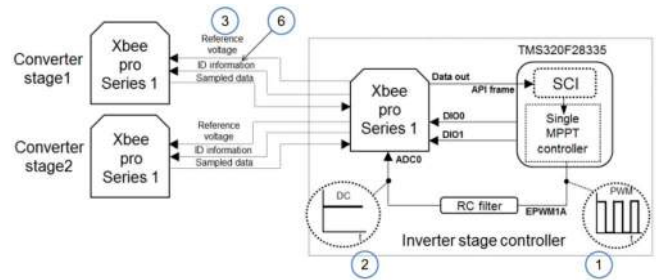 3
6
Converter
stage1
Xbee
pro
Series 1
Reference
voltage
ID information
Sampled data
Converter
stage2
Xbee
pro
Series 1
Reference
voltage
ID information
Sampled data
TMS320F28335
Xbee
pro
Series 1
Data out
API frame
SCI
Single
MPPT
controller
DIO0
DIO1
ADC0
DC
t
RC filter
EPWM1A
PWM
t
Inverter stage controller
2
1